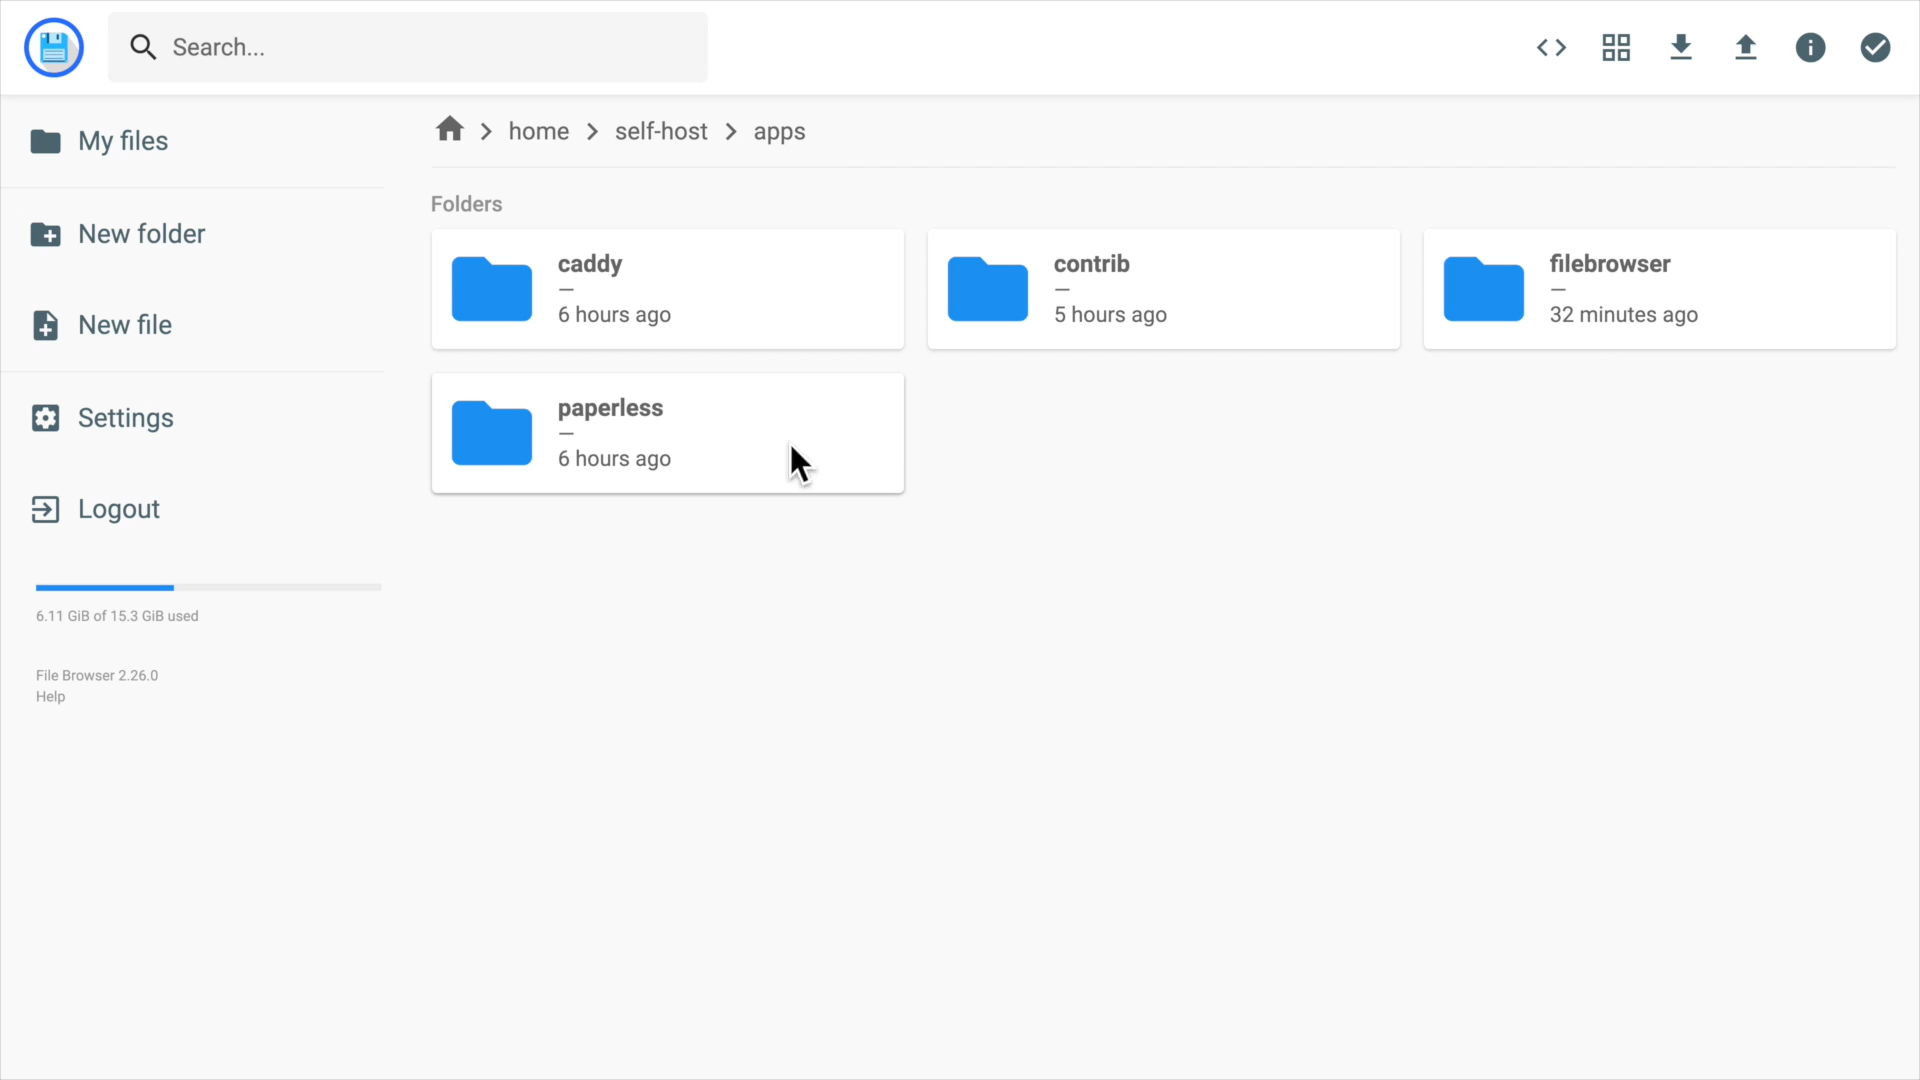 Search...
My files
New folder
New file
Settings
Logout
6.11 GiB of 15.3 GiB used
File Browser 2.26.0
Help
home > self-host > apps
Folders
caddy
—
6 hours ago
contrib
—
5 hours ago
filebrowser
—
32 minutes ago
paperless
—
6 hours ago